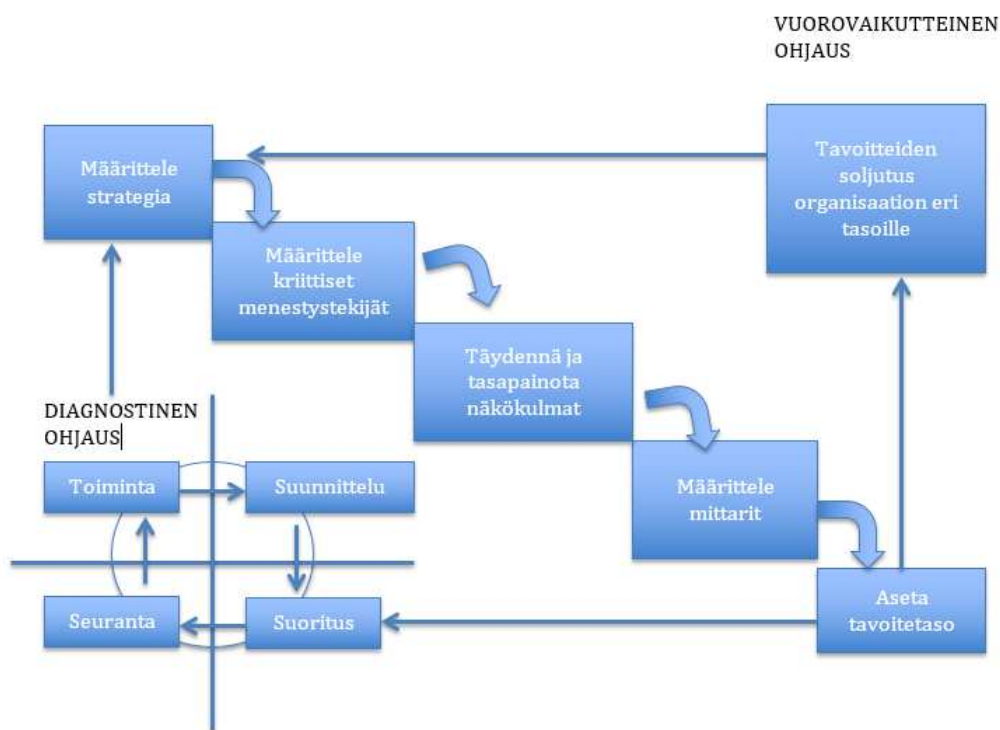 VUOROVAIKUTTEINEN
OHJAUS
Määrittele
strategia
Tavoitteiden
soljutus
organisaation eri
tasoille
Määrittele
kriittiset
menestystekijät
Täydennä ja
tasapainota
näkökulmat
DIAGNOSTINEN
OHJAUS
Toiminta
Suunnittelu
Määrittele
mittarit
Seuranta
Suoritus
Aseta
tavoitetaso